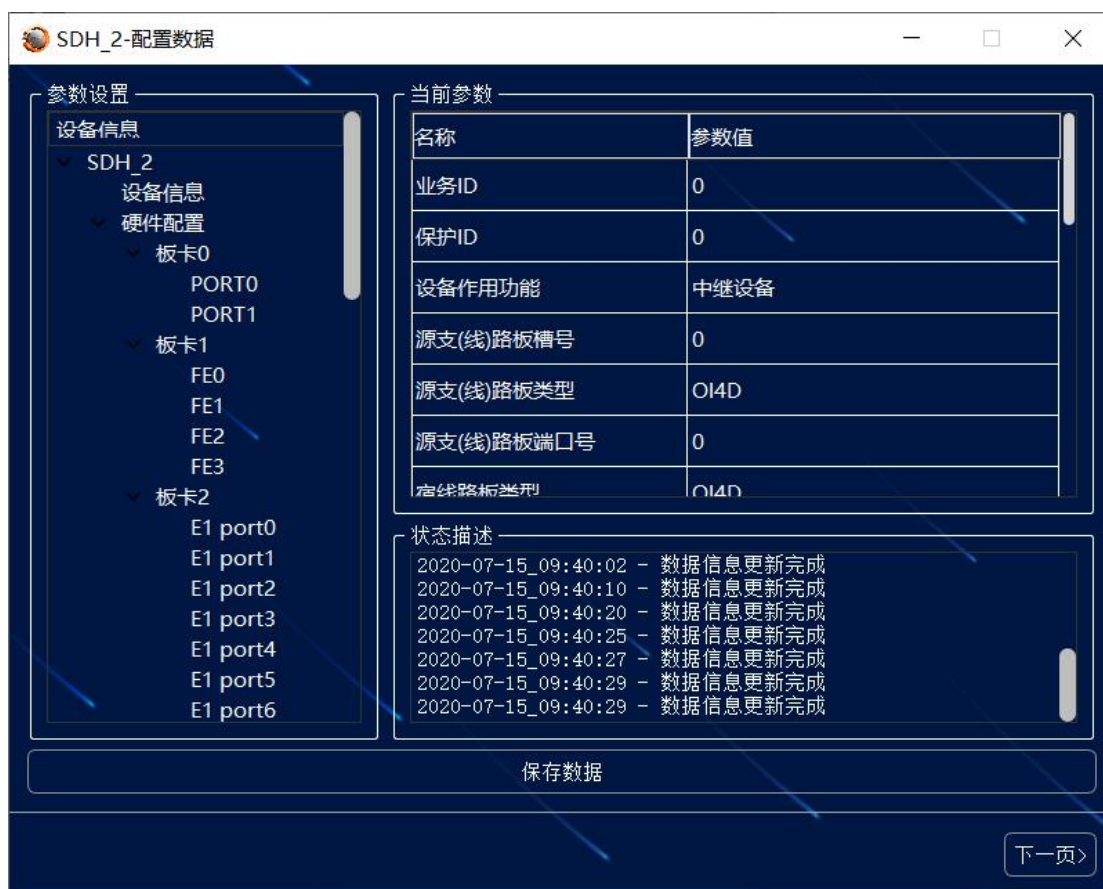 SDH_2-配置数据
参数设置
设备信息
SDH_2
设备信息
硬件配置
板卡0
PORT0
PORT1
板卡1
FE0
FE1
FE2
FE3
板卡2
E1 port0
E1 port1
E1 port2
E1 port3
E1 port4
E1 port5
E1 port6
当前参数
名称 参数值
业务ID 0
保护ID 0
设备作用功能 中继设备
源支(线)路板槽号 0
源支(线)路板类型 OI4D
源支(线)路板端口号 0
宿线路板类型 OI4D
状态描述
2020-07-15_09:40:02 - 数据信息更新完成
2020-07-15_09:40:10 - 数据信息更新完成
2020-07-15_09:40:20 - 数据信息更新完成
2020-07-15_09:40:25 - 数据信息更新完成
2020-07-15_09:40:27 - 数据信息更新完成
2020-07-15_09:40:29 - 数据信息更新完成
2020-07-15_09:40:29 - 数据信息更新完成
保存数据
下一页>